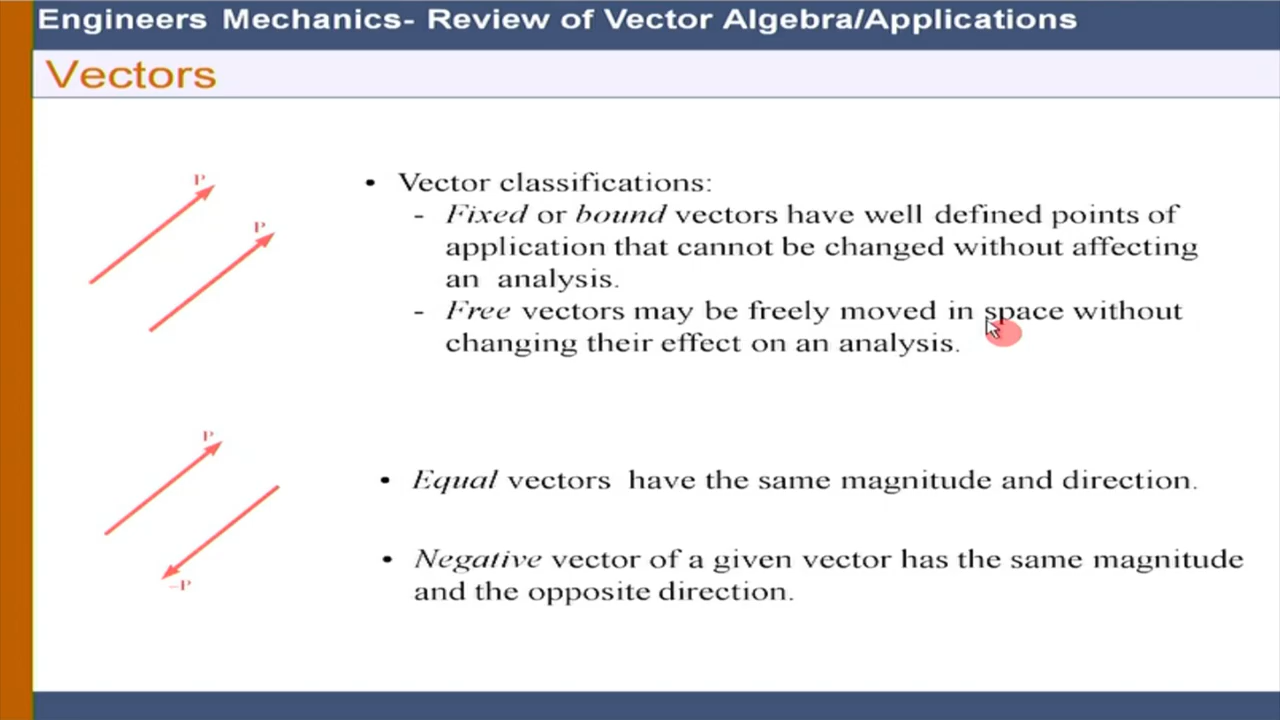 Engineers Mechanics- Review of Vector Algebra/Applications
Vectors
P
P
• Vector classifications:
- Fixed or bound vectors have well defined points of
application that cannot be changed without affecting
an analysis.
- Free vectors may be freely moved in space without
changing their effect on an analysis.
P
–P
• Equal vectors have the same magnitude and direction.
• Negative vector of a given vector has the same magnitude
and the opposite direction.